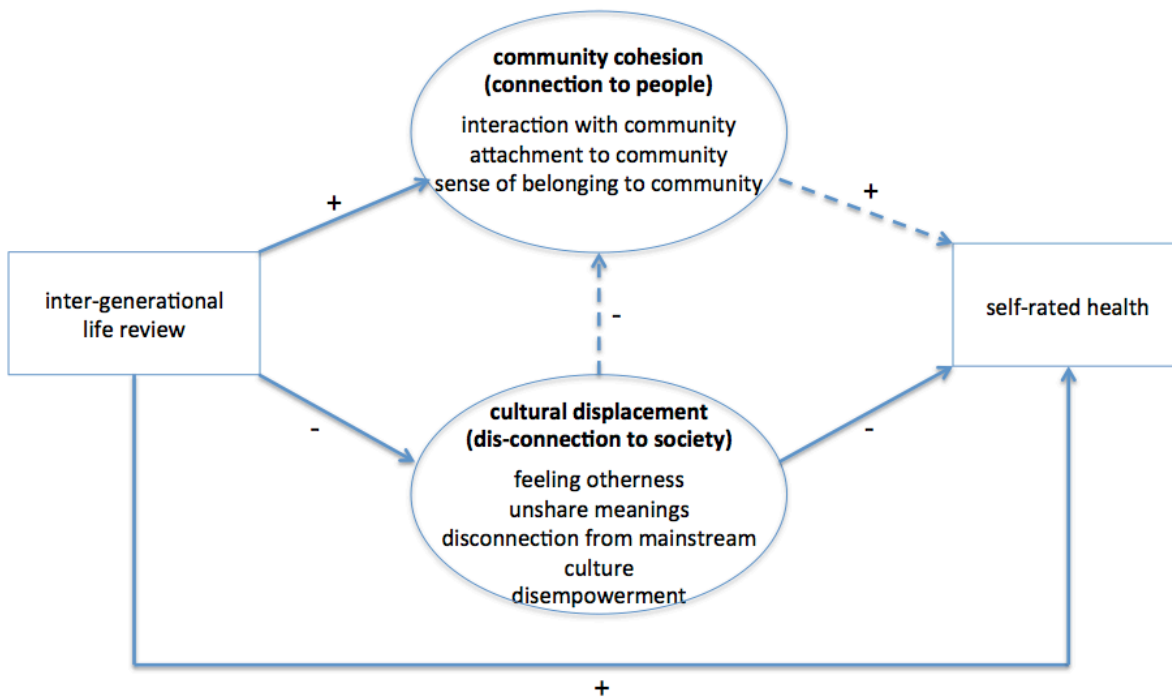 community cohesion
(connection to people)
interaction with community
attachment to community
sense of belonging to community
+
+
inter-generational
life review
self-rated health
-
cultural displacement
(dis-connection to society)
-
-
feeling otherness
unshare meanings
disconnection from mainstream
culture
disempowerment
+